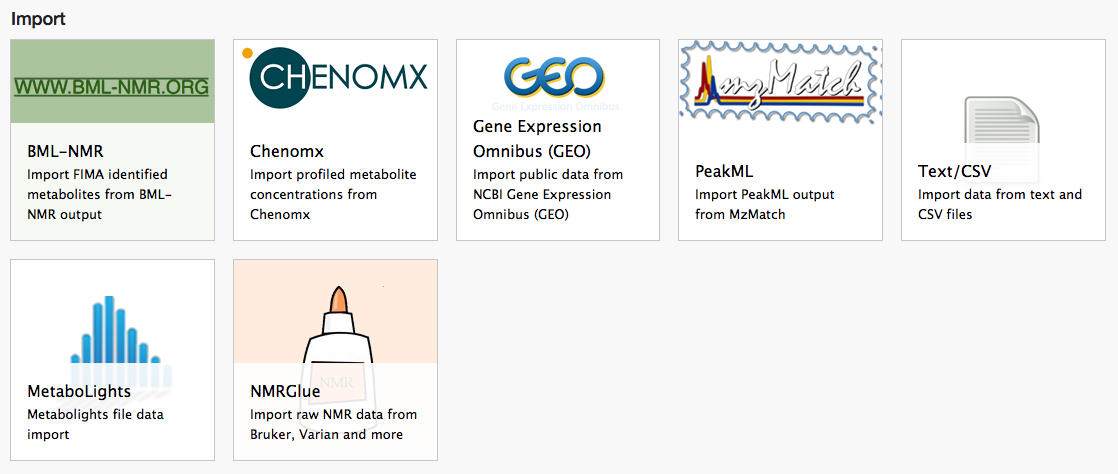 Import
WWW.BML-NMR.ORG
BML-NMR
Import FIMA identified
metabolites from BML-
NMR output
CHENOMX
Chenomx
Import profiled metabolite
concentrations from
Chenomx
GEO
Gene Expression Omnibus
Gene Expression
Omnibus (GEO)
Import public data from
NCBI Gene Expression
Omnibus (GEO)
mzMatch
PeakML
Import PeakML output
from MzMatch
Text/CSV
Import data from text and
CSV files
MetaboLights
Metabolights file data
import
NMR
NMRGlue
Import raw NMR data from
Bruker, Varian and more